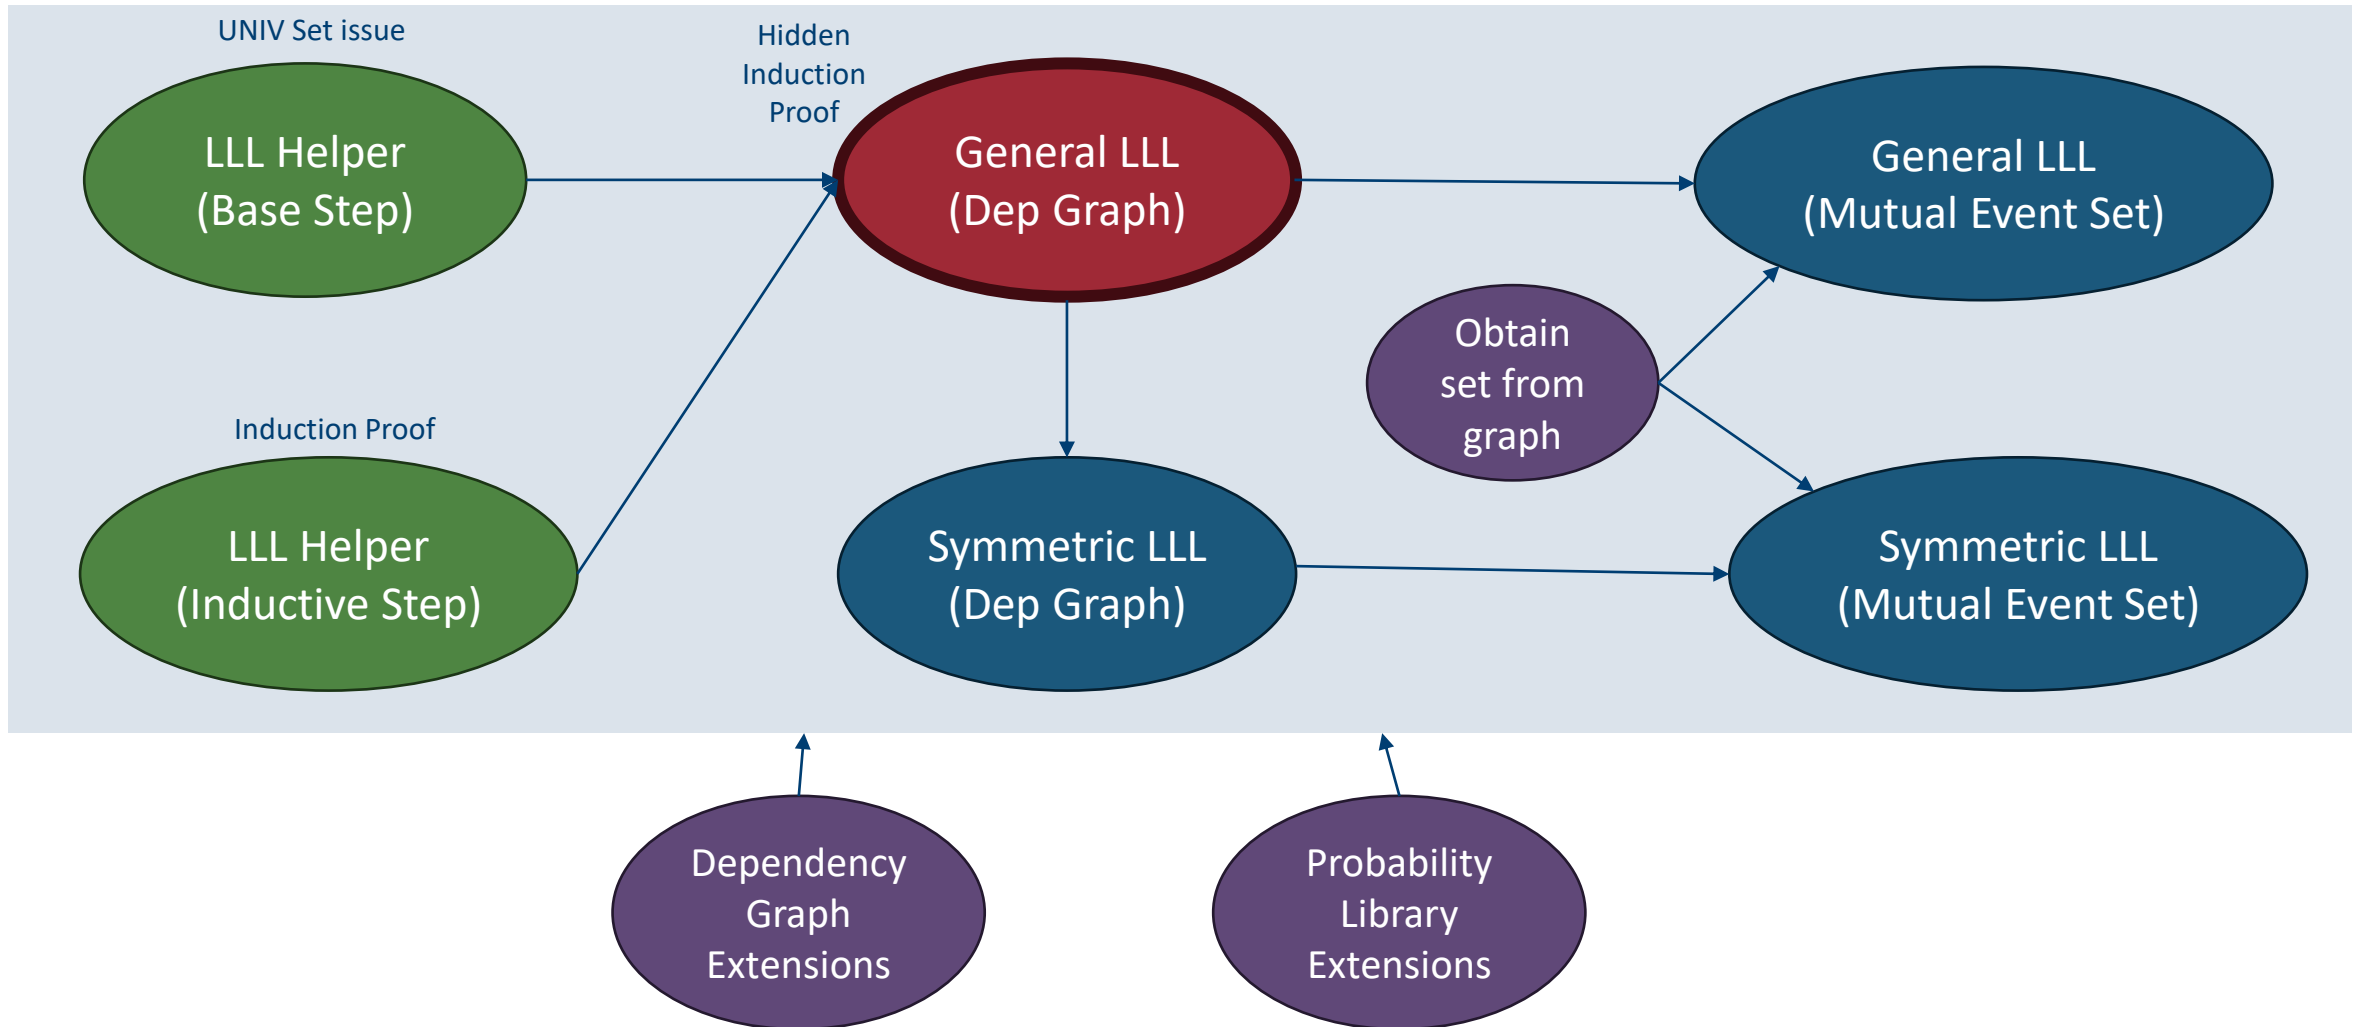 UNIV Set issue
Hidden
Induction
Proof
LLL Helper
(Base Step)
General LLL
(Dep Graph)
General LLL
(Mutual Event Set)
Obtain
set from
graph
Induction Proof
LLL Helper
(Inductive Step)
Symmetric LLL
(Dep Graph)
Symmetric LLL
(Mutual Event Set)
Dependency
Graph
Extensions
Probability
Library
Extensions